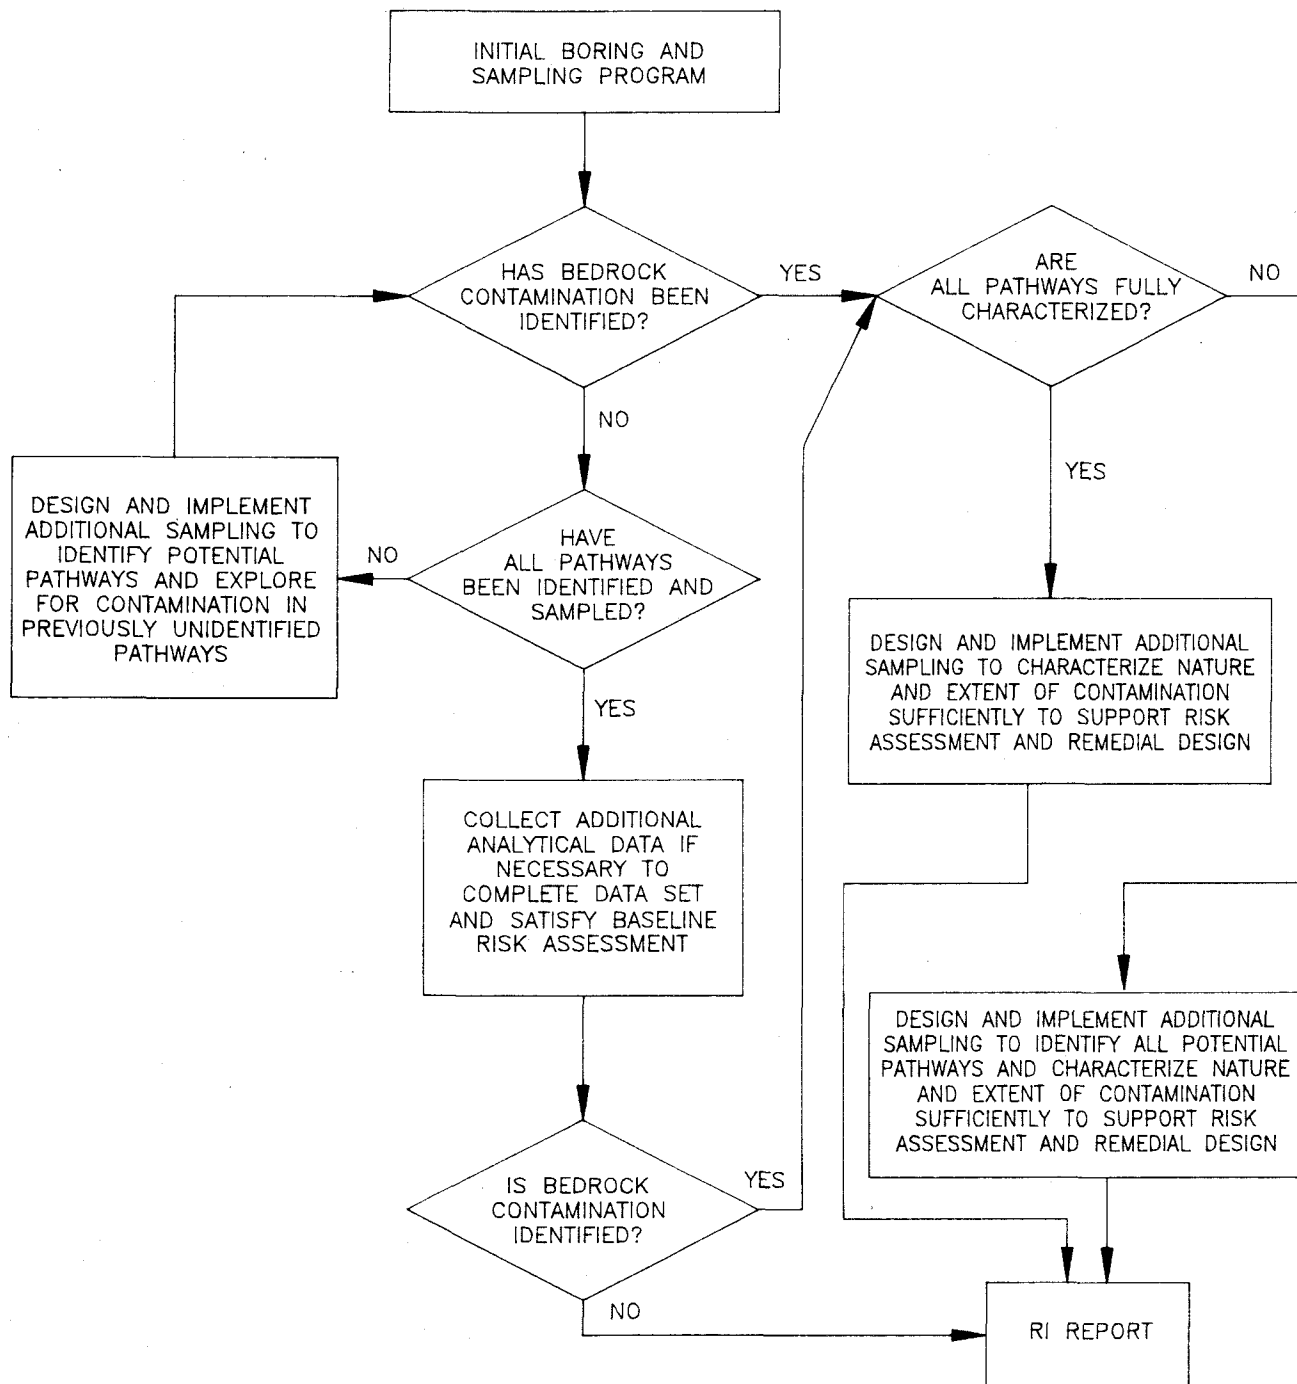 INITIAL BORING AND
SAMPLING PROGRAM
HAS BEDROCK
CONTAMINATION BEEN
IDENTIFIED?
YES
ARE
ALL PATHWAYS FULLY
CHARACTERIZED?
NO
NO
YES
DESIGN AND IMPLEMENT
ADDITIONAL SAMPLING TO
IDENTIFY POTENTIAL
PATHWAYS AND EXPLORE
FOR CONTAMINATION IN
PREVIOUSLY UNIDENTIFIED
PATHWAYS
NO
HAVE
ALL PATHWAYS
BEEN IDENTIFIED AND
SAMPLED?
DESIGN AND IMPLEMENT ADDITIONAL
SAMPLING TO CHARACTERIZE NATURE
AND EXTENT OF CONTAMINATION
SUFFICIENTLY TO SUPPORT RISK
ASSESSMENT AND REMEDIAL DESIGN
YES
COLLECT ADDITIONAL
ANALYTICAL DATA IF
NECESSARY TO
COMPLETE DATA SET
AND SATISFY BASELINE
RISK ASSESSMENT
DESIGN AND IMPLEMENT ADDITIONAL
SAMPLING TO IDENTIFY ALL POTENTIAL
PATHWAYS AND CHARACTERIZE NATURE
AND EXTENT OF CONTAMINATION
SUFFICIENTLY TO SUPPORT RISK
ASSESSMENT AND REMEDIAL DESIGN
IS BEDROCK
CONTAMINATION
IDENTIFIED?
YES
NO
RI REPORT